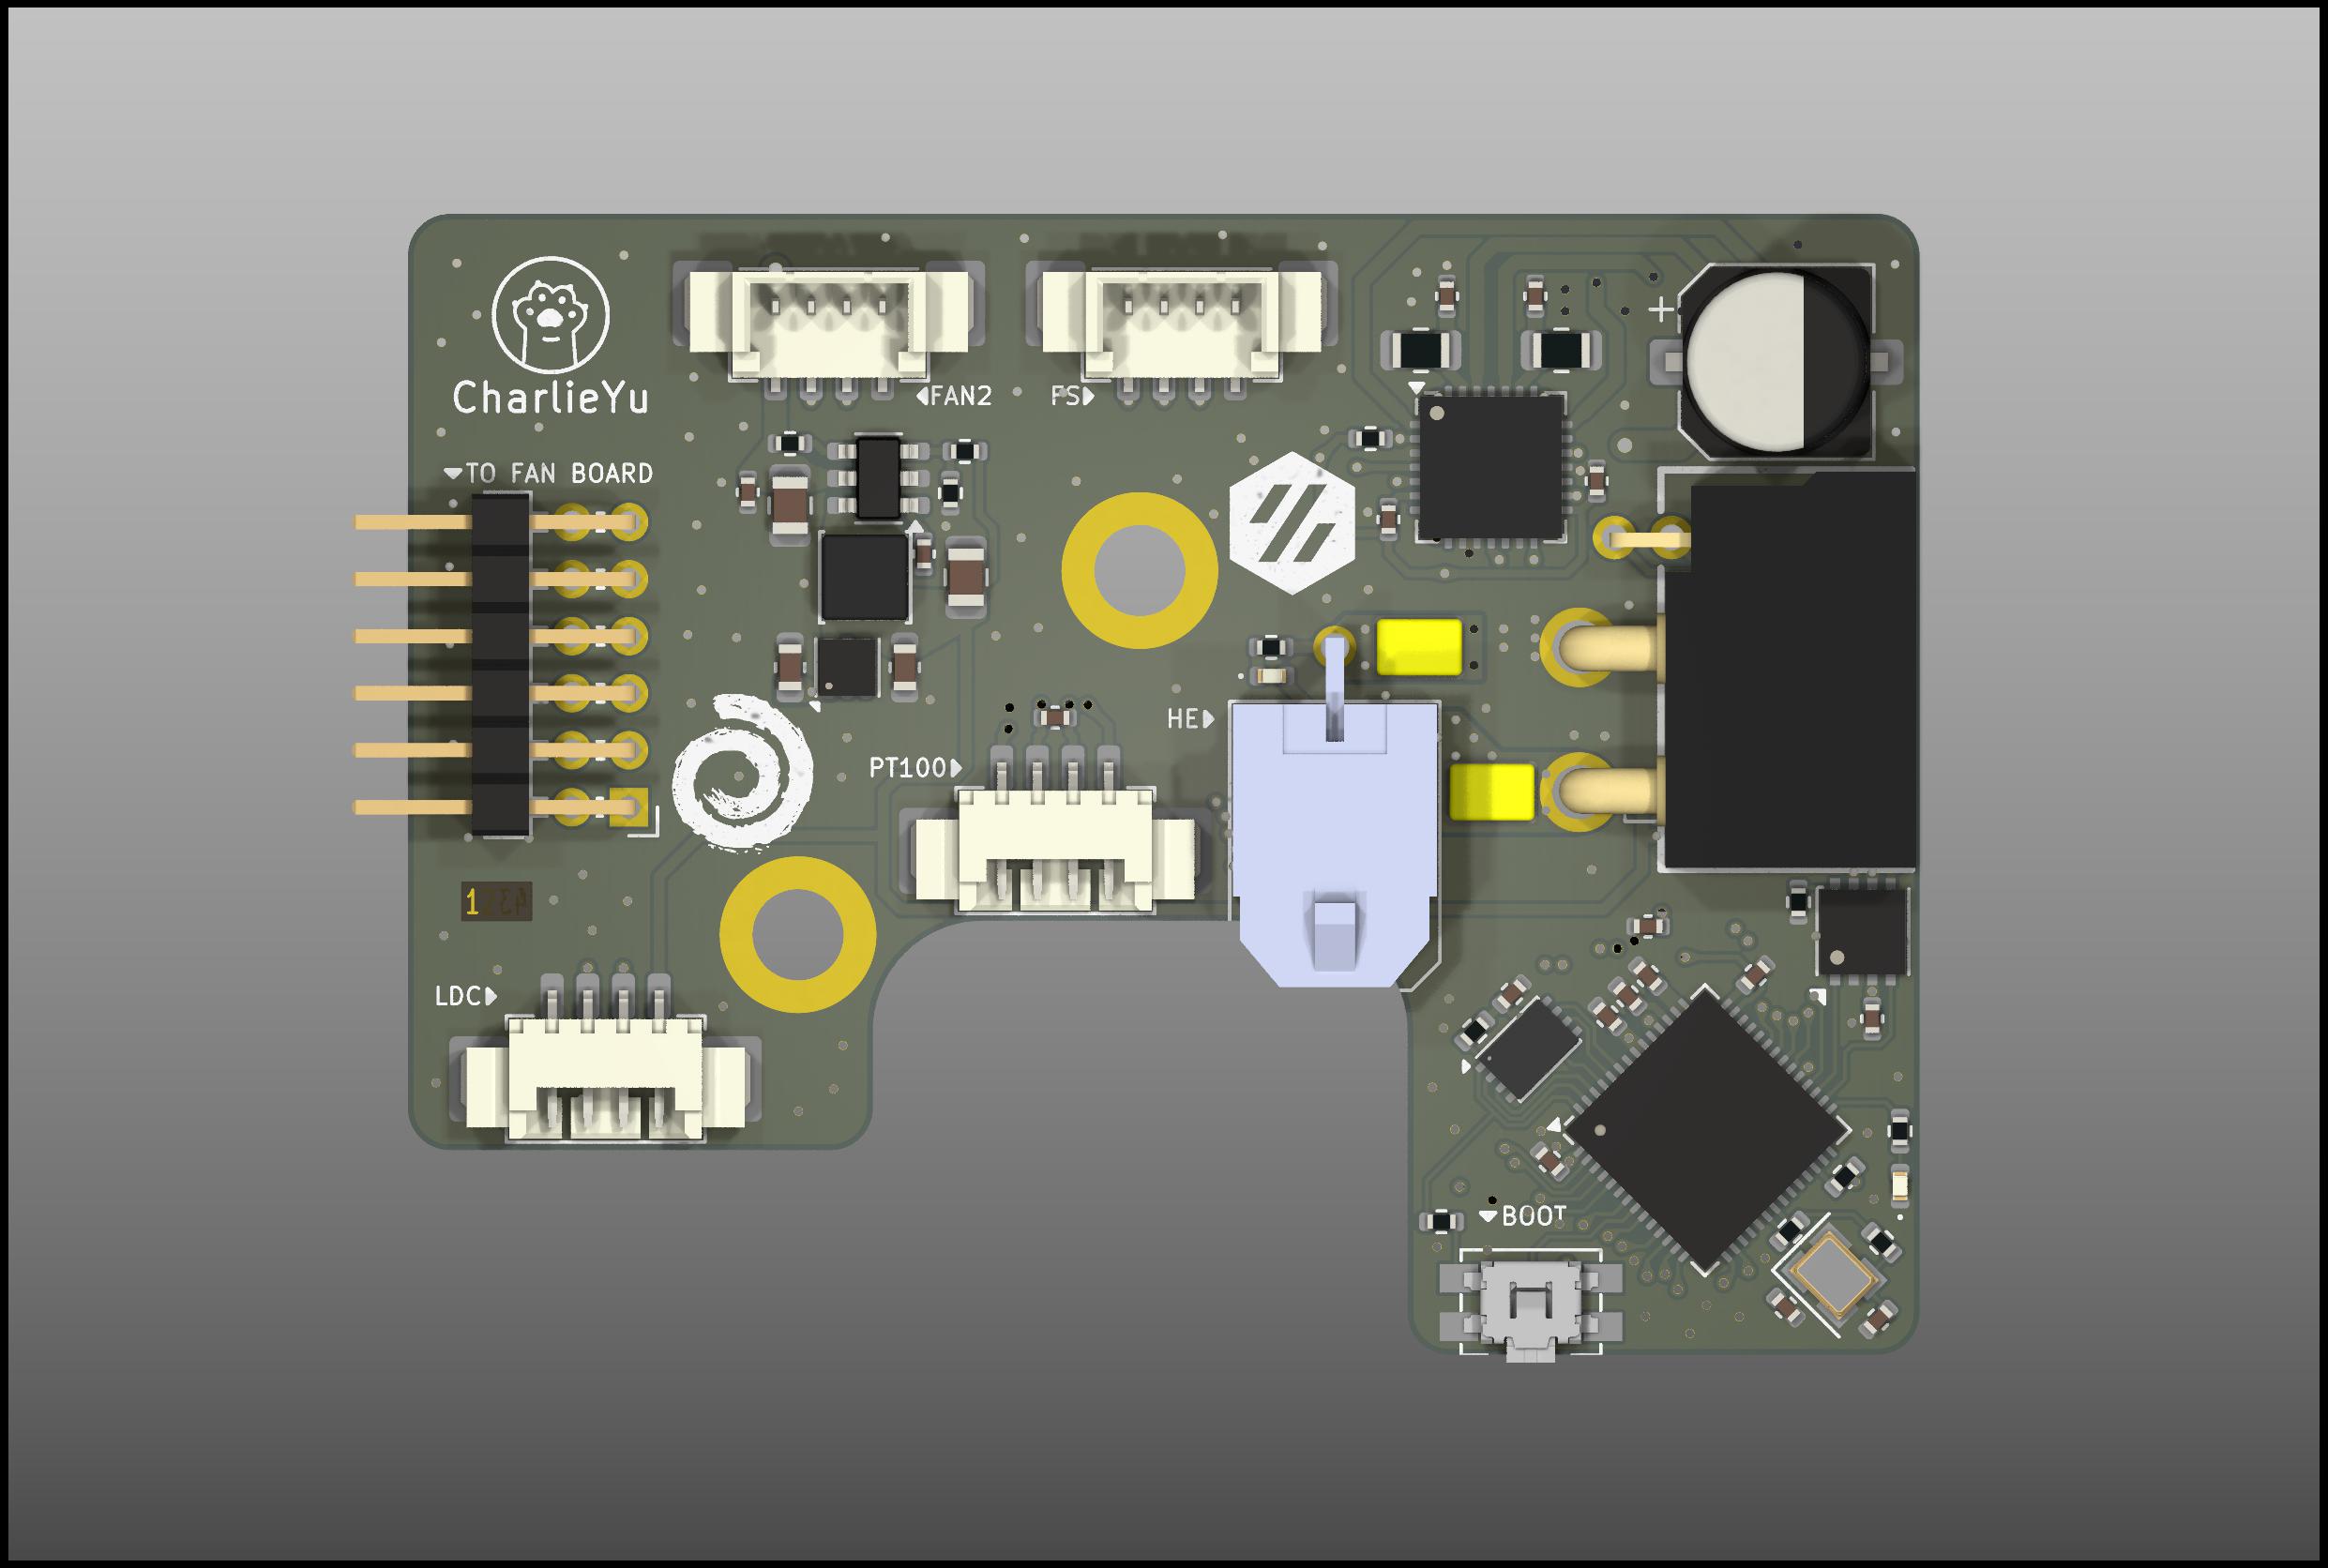 CharlieYu
FAN2
FS
TO FAN BOARD
HE
PT100
1
LDC
BOOT
+